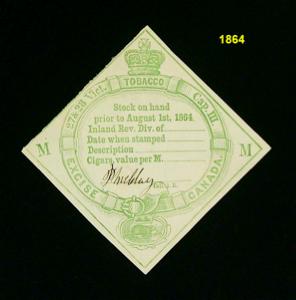 1864
TOBACCO
27 & 28 Vict.
Cap. III
Stock on hand
prior to August 1st, 1864.
Inland Rev. Div. of
Date when stamped
Description
Cigars value per M.
M
M
EXCISE
CANADA.